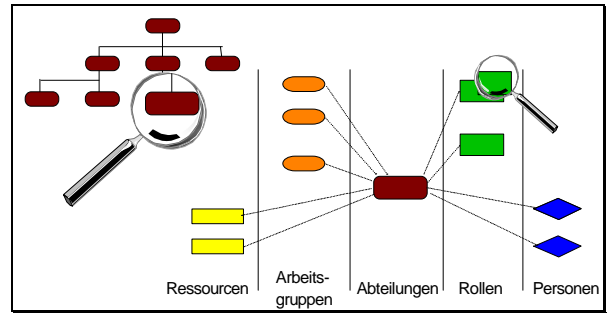 Ressourcen
Arbeits-
gruppen
Abteilungen
Rollen
Personen